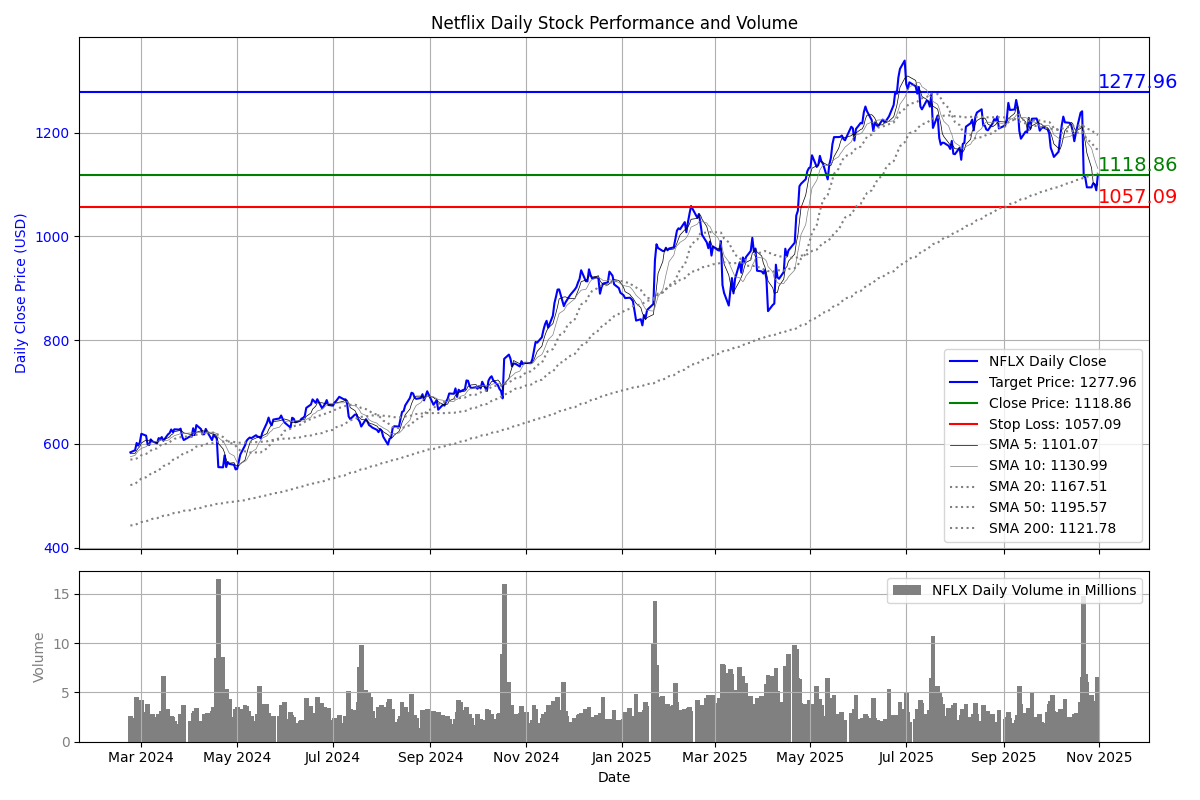 Netflix Daily Stock Performance and Volume
1277.96
1118.86
1057.09
1200
1000
800
600
400
Daily Close Price (USD)
NFLX Daily Close
Target Price: 1277.96
Close Price: 1118.86
Stop Loss: 1057.09
SMA 5: 1101.07
SMA 10: 1130.99
SMA 20: 1167.51
SMA 50: 1195.57
SMA 200: 1121.78
NFLX Daily Volume in Millions
15
10
5
0
Volume
Mar 2024 May 2024 Jul 2024 Sep 2024 Nov 2024 Jan 2025 Mar 2025 May 2025 Jul 2025 Sep 2025 Nov 2025
Date